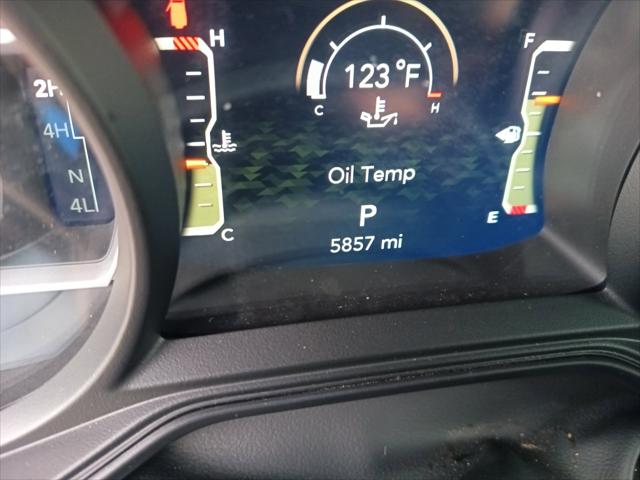 H
F
2H
4H
N
4L
123 °F
C H
Oil Temp
P
E
C
5857 mi